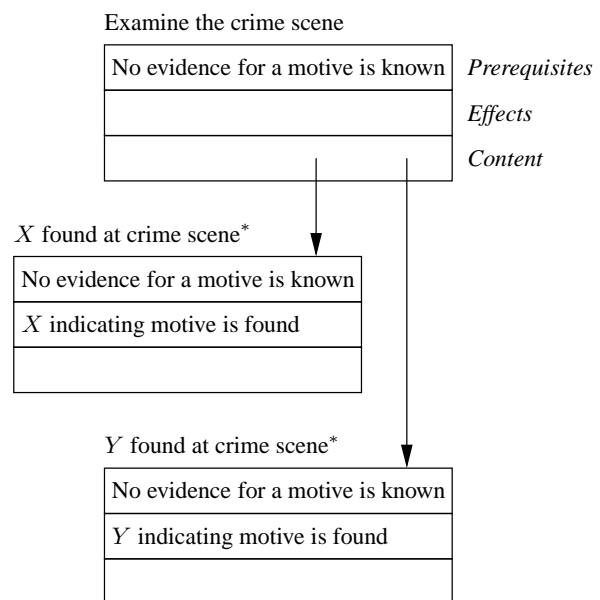 Examine the crime scene
No evidence for a motive is known Prerequisites
Effects
Content
X found at crime scene*
No evidence for a motive is known
X indicating motive is found
Y found at crime scene*
No evidence for a motive is known
Y indicating motive is found